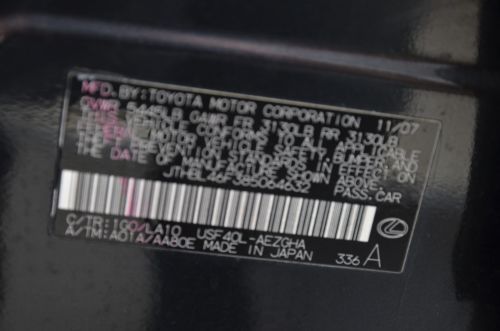 MFD. BY: TOYOTA MOTOR CORPORATION 11/07
GVWR 5445LB GAWR FR 3130LB RR 3130LB
THIS VEHICLE CONFORMS TO ALL APPLICABLE
FEDERAL MOTOR VEHICLE SAFETY, BUMPER, AND
THEFT PREVENTION STANDARDS IN EFFECT ON
THE DATE OF MANUFACTURE SHOWN ABOVE.
JTHBL46F385064632 PASS. CAR
C/TR: 1G0/LA10 USF40L-AEZGHA
A/TM: A01A/AA80E MADE IN JAPAN 336 A